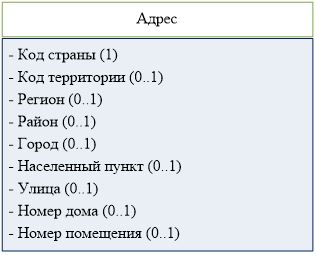 Адрес
- Код страны (1)
- Код территории (0..1)
- Регион (0..1)
- Район (0..1)
- Город (0..1)
- Населенный пункт (0..1)
- Улица (0..1)
- Номер дома (0..1)
- Номер помещения (0..1)